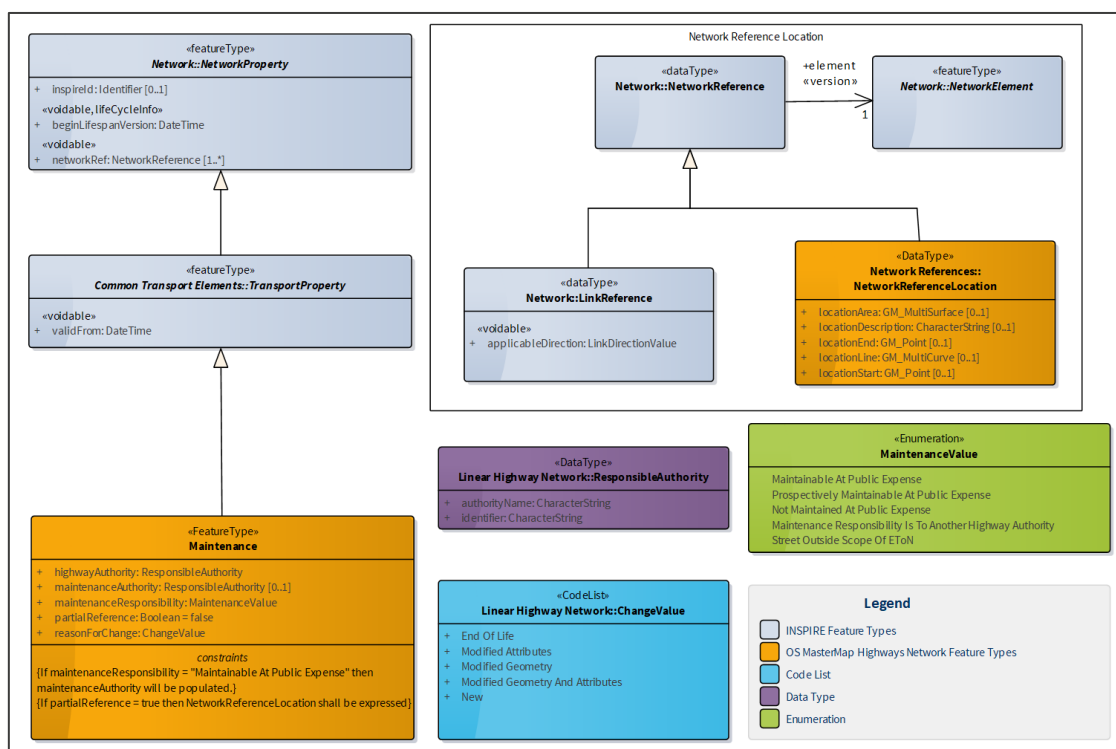 «featureType»
Network::NetworkProperty
+ inspireId: Identifier [0..1]
«voidable, lifeCycleInfo»
+ beginLifespanVersion: DateTime
«voidable»
+ networkRef: NetworkReference [1..*]
«featureType»
Common Transport Elements::TransportProperty
«voidable»
+ validFrom: DateTime
«FeatureType»
Maintenance
+ highwayAuthority: ResponsibleAuthority
+ maintenanceAuthority: ResponsibleAuthority [0..1]
+ maintenanceResponsibility: MaintenanceValue
+ partialReference: Boolean = false
+ reasonForChange: ChangeValue
constraints
{If maintenanceResponsibility = "Maintainable At Public Expense" then
maintenanceAuthority will be populated.}
{If partialReference = true then NetworkReferenceLocation shall be expressed}
Network Reference Location
«dataType»
Network::NetworkReference
+element
«version»
1
«featureType»
Network::NetworkElement
«dataType»
Network::LinkReference
«voidable»
+ applicableDirection: LinkDirectionValue
«DataType»
Network References::
NetworkReferenceLocation
+ locationArea: GM_MultiSurface [0..1]
+ locationDescription: CharacterString [0..1]
+ locationEnd: GM_Point [0..1]
+ locationLine: GM_MultiCurve [0..1]
+ locationStart: GM_Point [0..1]
«DataType»
Linear Highway Network::ResponsibleAuthority
+ authorityName: CharacterString
+ identifier: CharacterString
«Enumeration»
MaintenanceValue
Maintainable At Public Expense
Prospectively Maintainable At Public Expense
Not Maintained At Public Expense
Maintenance Responsibility Is To Another Highway Authority
Street Outside Scope Of EToN
«CodeList»
Linear Highway Network::ChangeValue
+ End Of Life
+ Modified Attributes
+ Modified Geometry
+ Modified Geometry And Attributes
+ New
Legend
INSPIRE Feature Types
OS MasterMap Highways Network Feature Types
Code List
Data Type
Enumeration